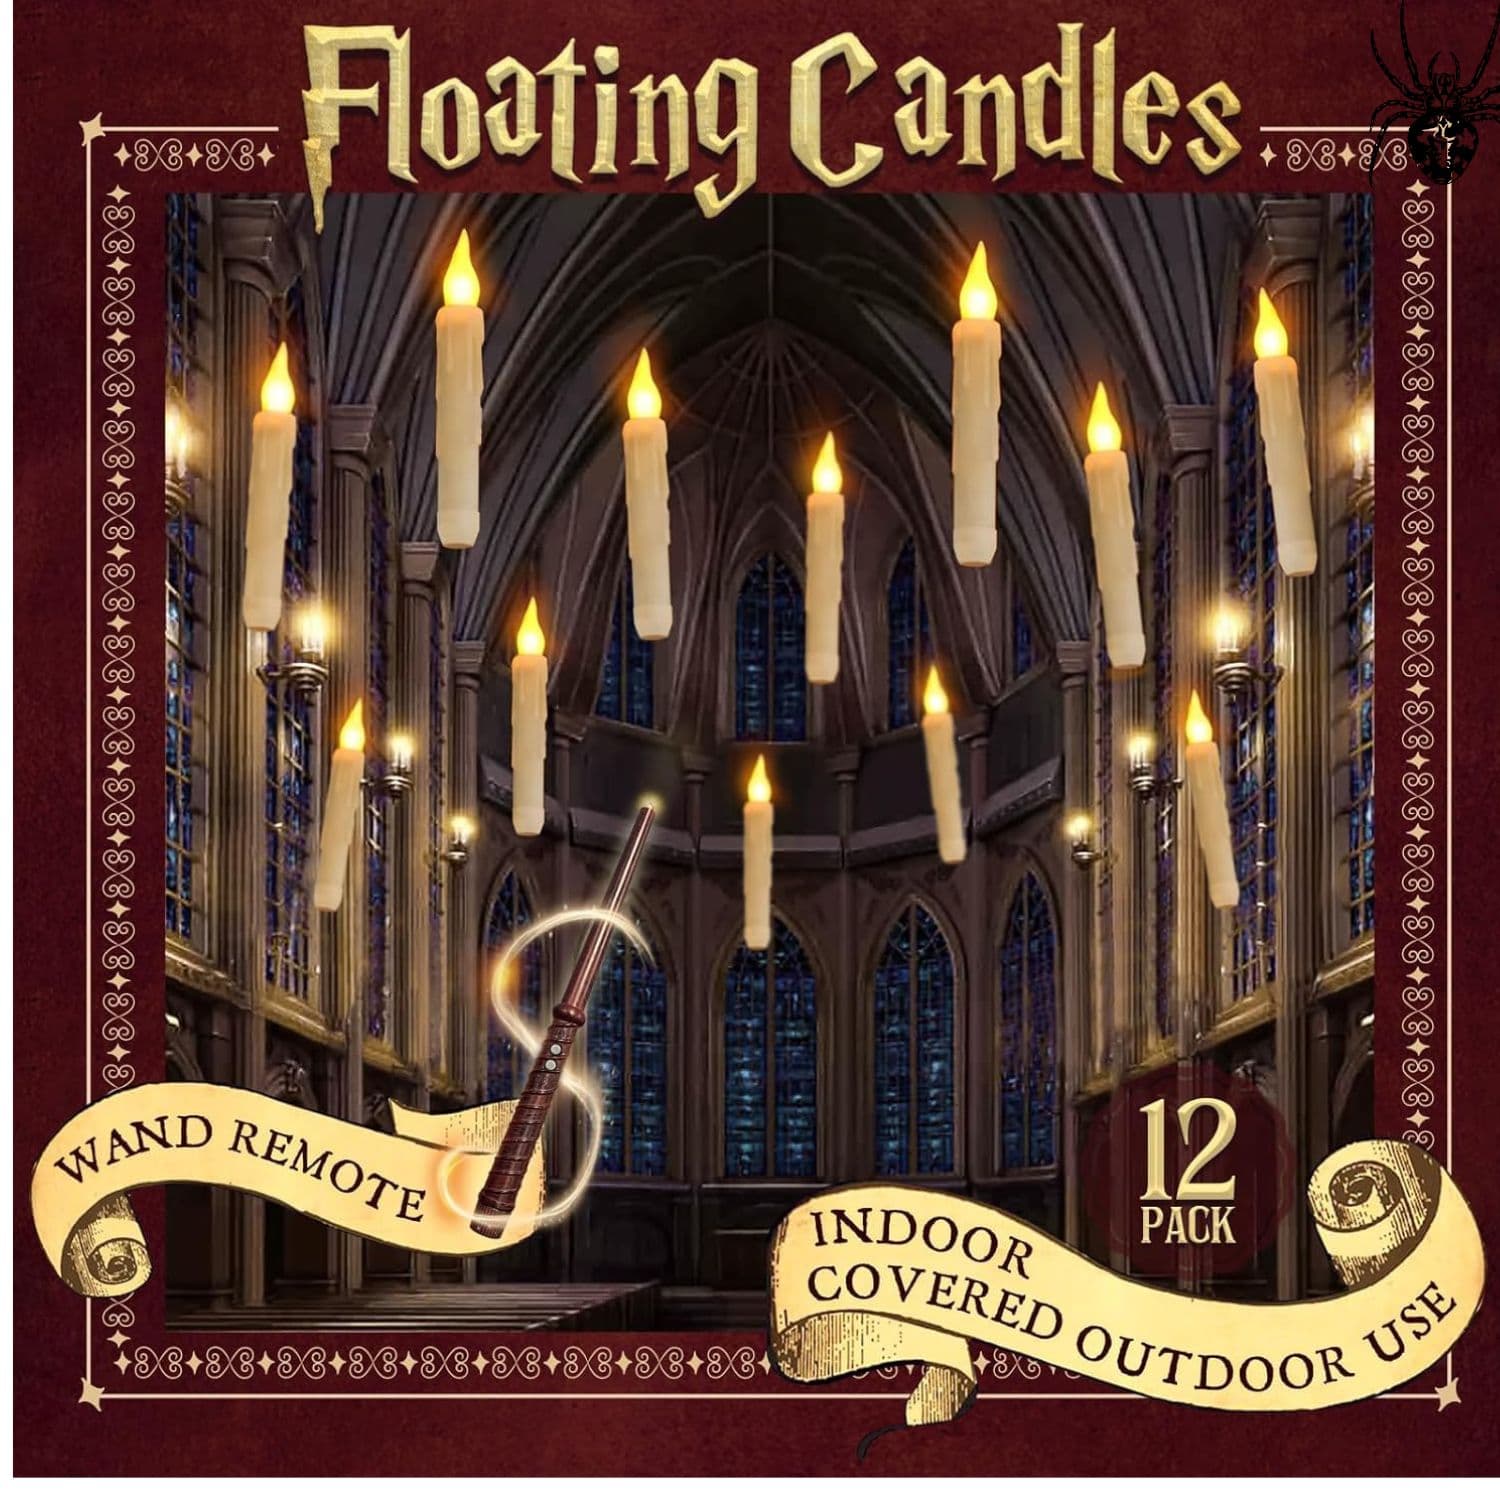 Floating Candles
WAND REMOTE
12
PACK
INDOOR
COVERED OUTDOOR USE